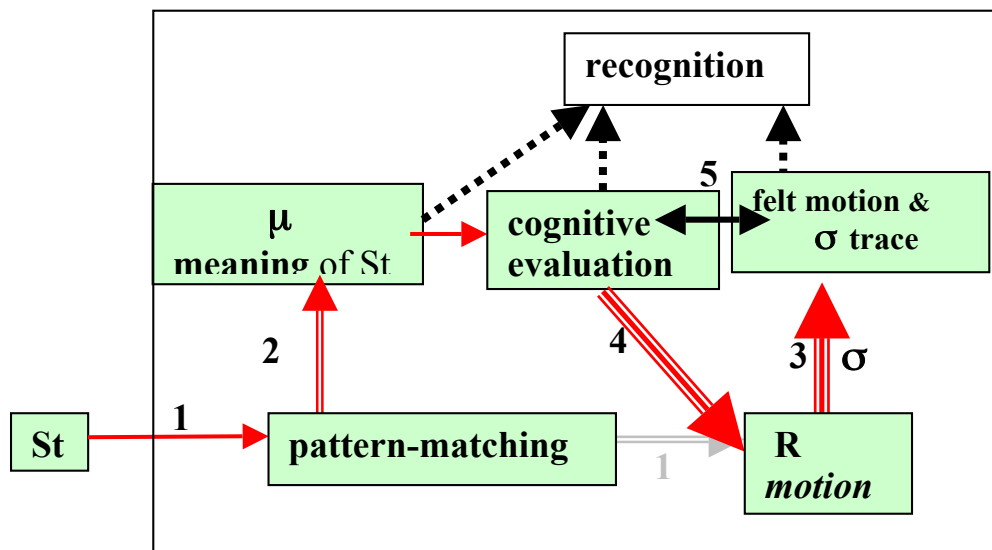 recognition
5
felt motion &
σ trace
μ
meaning of St
cognitive
evaluation
2
4
3 σ
1
St
pattern-matching
1
R
motion